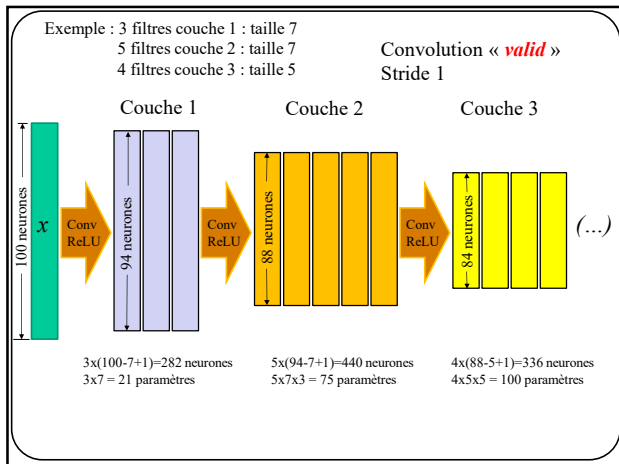 Exemple : 3 filtres couche 1 : taille 7
5 filtres couche 2 : taille 7
4 filtres couche 3 : taille 5
Convolution « valid »
Stride 1
Couche 1
Couche 2
Couche 3
100 neurones
x
Conv
ReLU
94 neurones
Conv
ReLU
88 neurones
Conv
ReLU
84 neurones
(...)
3x(100-7+1)=282 neurones
3x7 = 21 paramètres
5x(94-7+1)=440 neurones
5x7x3 = 75 paramètres
4x(88-5+1)=336 neurones
4x5x5 = 100 paramètres